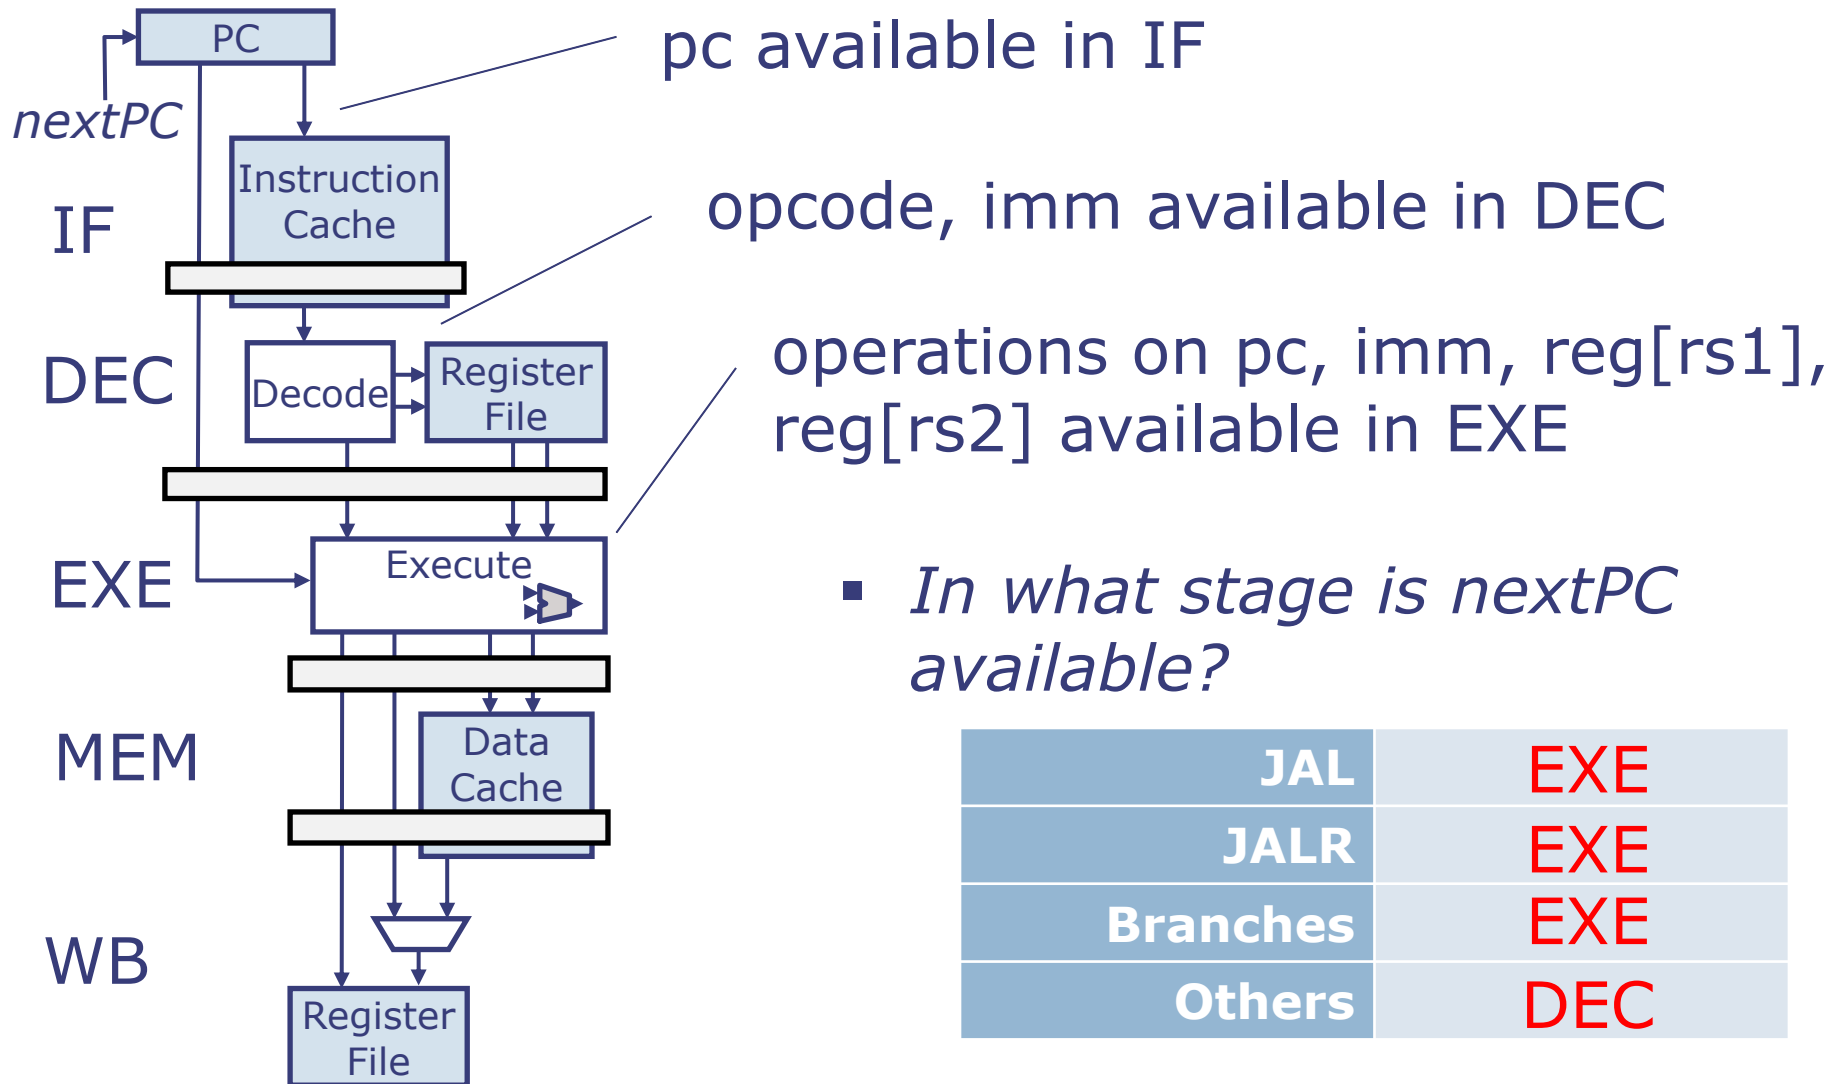 PC
nextPC
Instruction
Cache
IF
DEC
Decode
Register
File
EXE
Execute
MEM
Data
Cache
WB
Register
File
pc available in IF
opcode, imm available in DEC
operations on pc, imm, reg[rs1],
reg[rs2] available in EXE
▪ In what stage is nextPC
available?
JAL EXE
JALR EXE
Branches EXE
Others DEC